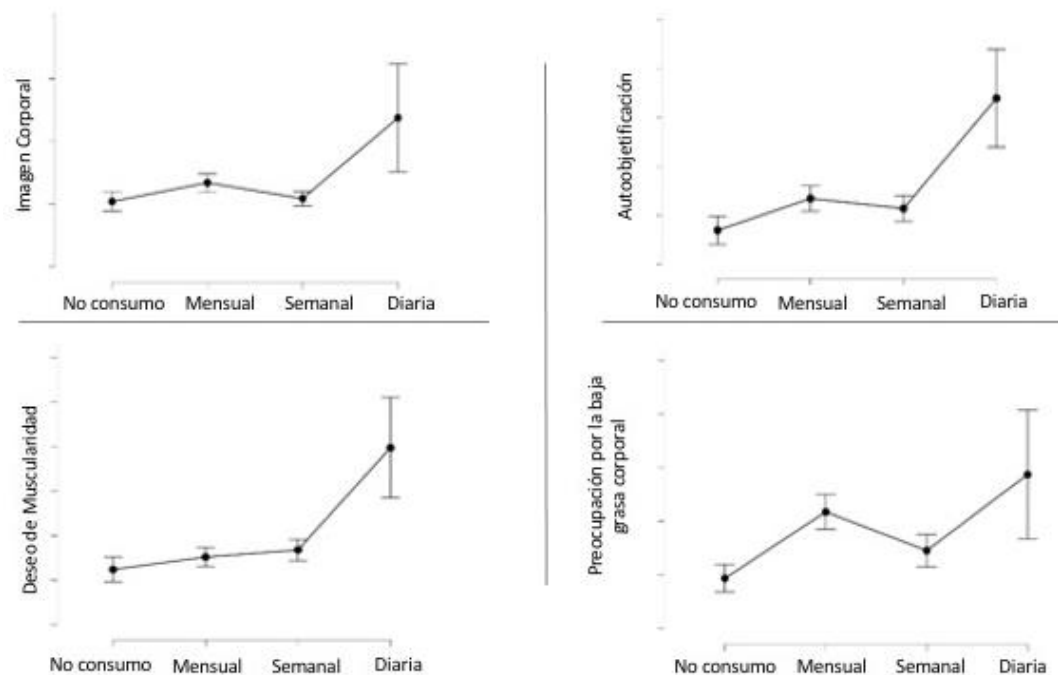 Imagen Corporal
No consumo Mensual Semanal Diaria
Autoobjetificación
No consumo Mensual Semanal Diaria
Deseo de Muscularidad
No consumo Mensual Semanal Diaria
Preocupación por la baja
grasa corporal
No consumo Mensual Semanal Diaria